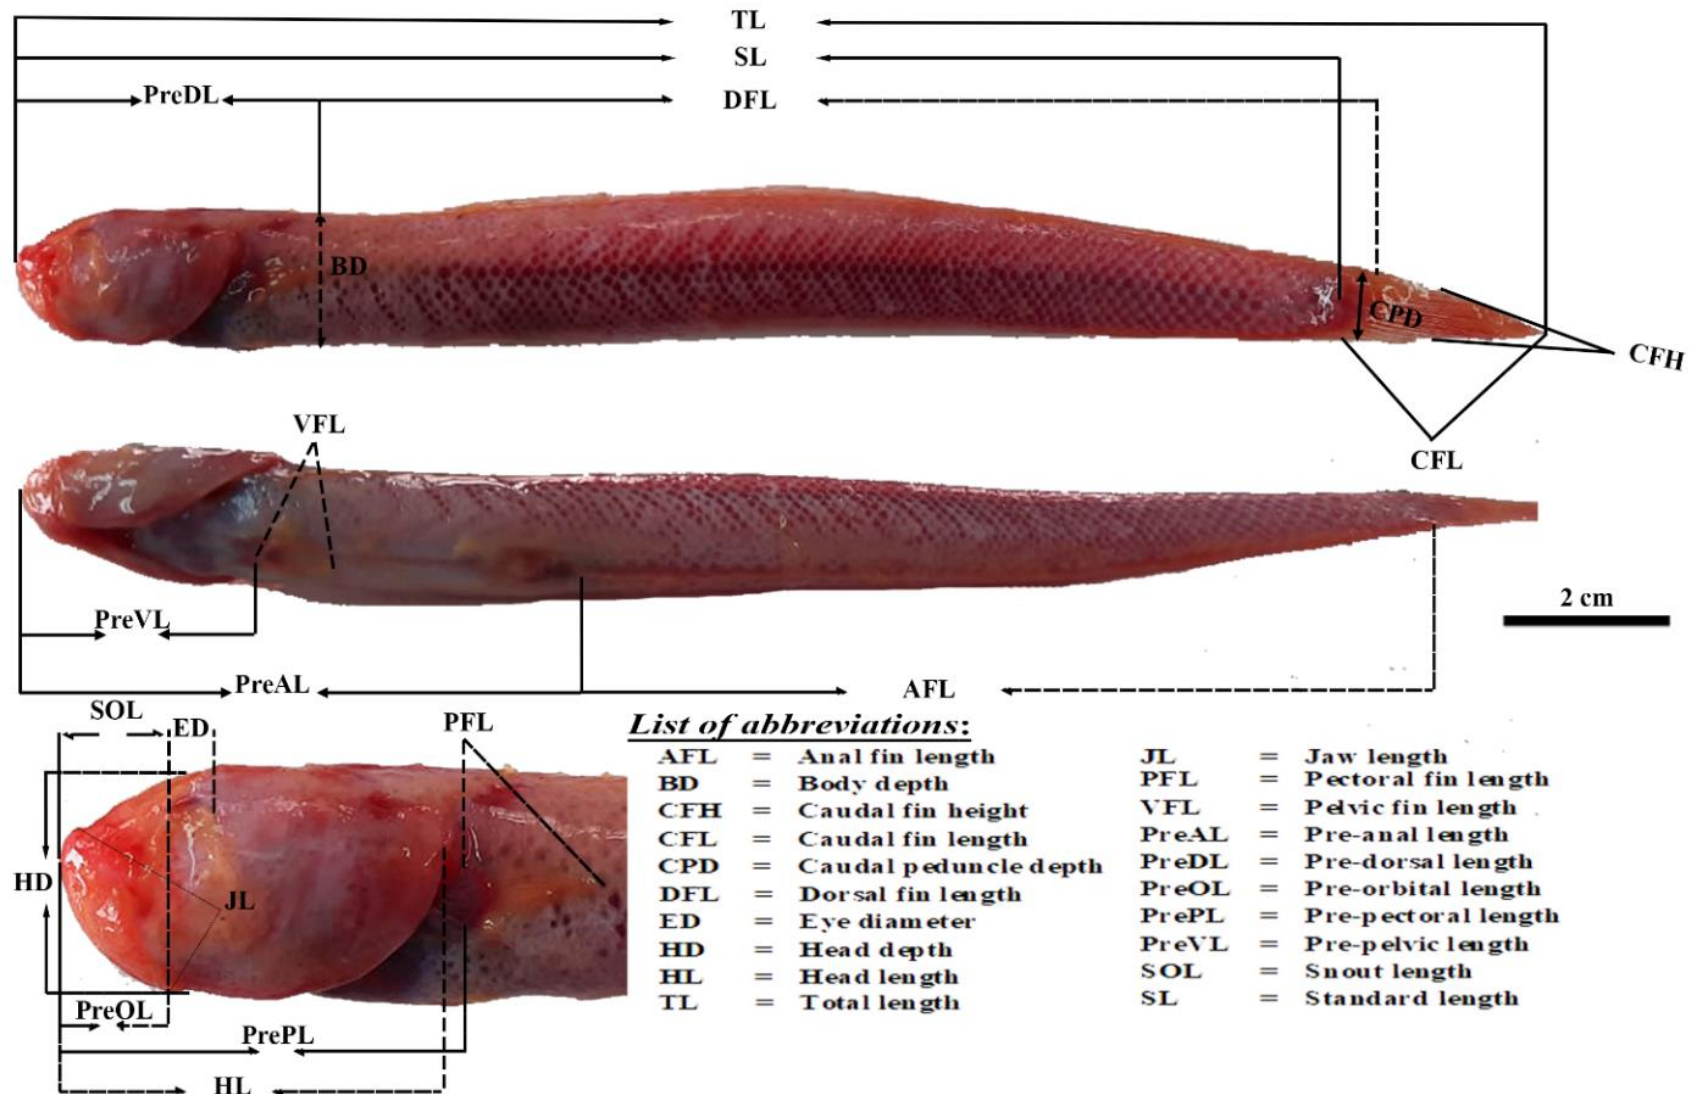 TL
SL
PreDL
DFL
BD
CPD
CFH
VFL
CFL
2 cm
PreVL
PreAL
AFL
SOL
ED
PFL
HD
JL
PreOL
PrePL
HL
List of abbreviations:
AFL = Anal fin length
BD = Body depth
CFH = Caudal fin height
CFL = Caudal fin length
CPD = Caudal peduncle depth
DFL = Dorsal fin length
ED = Eye diameter
HD = Head depth
HL = Head length
TL = Total length
JL = Jaw length
PFL = Pectoral fin length
VFL = Pelvic fin length
PreAL = Pre-anal length
PreDL = Pre-dorsal length
PreOL = Pre-orbital length
PrePL = Pre-pectoral length
PreVL = Pre-pelvic length
SOL = Snout length
SL = Standard length